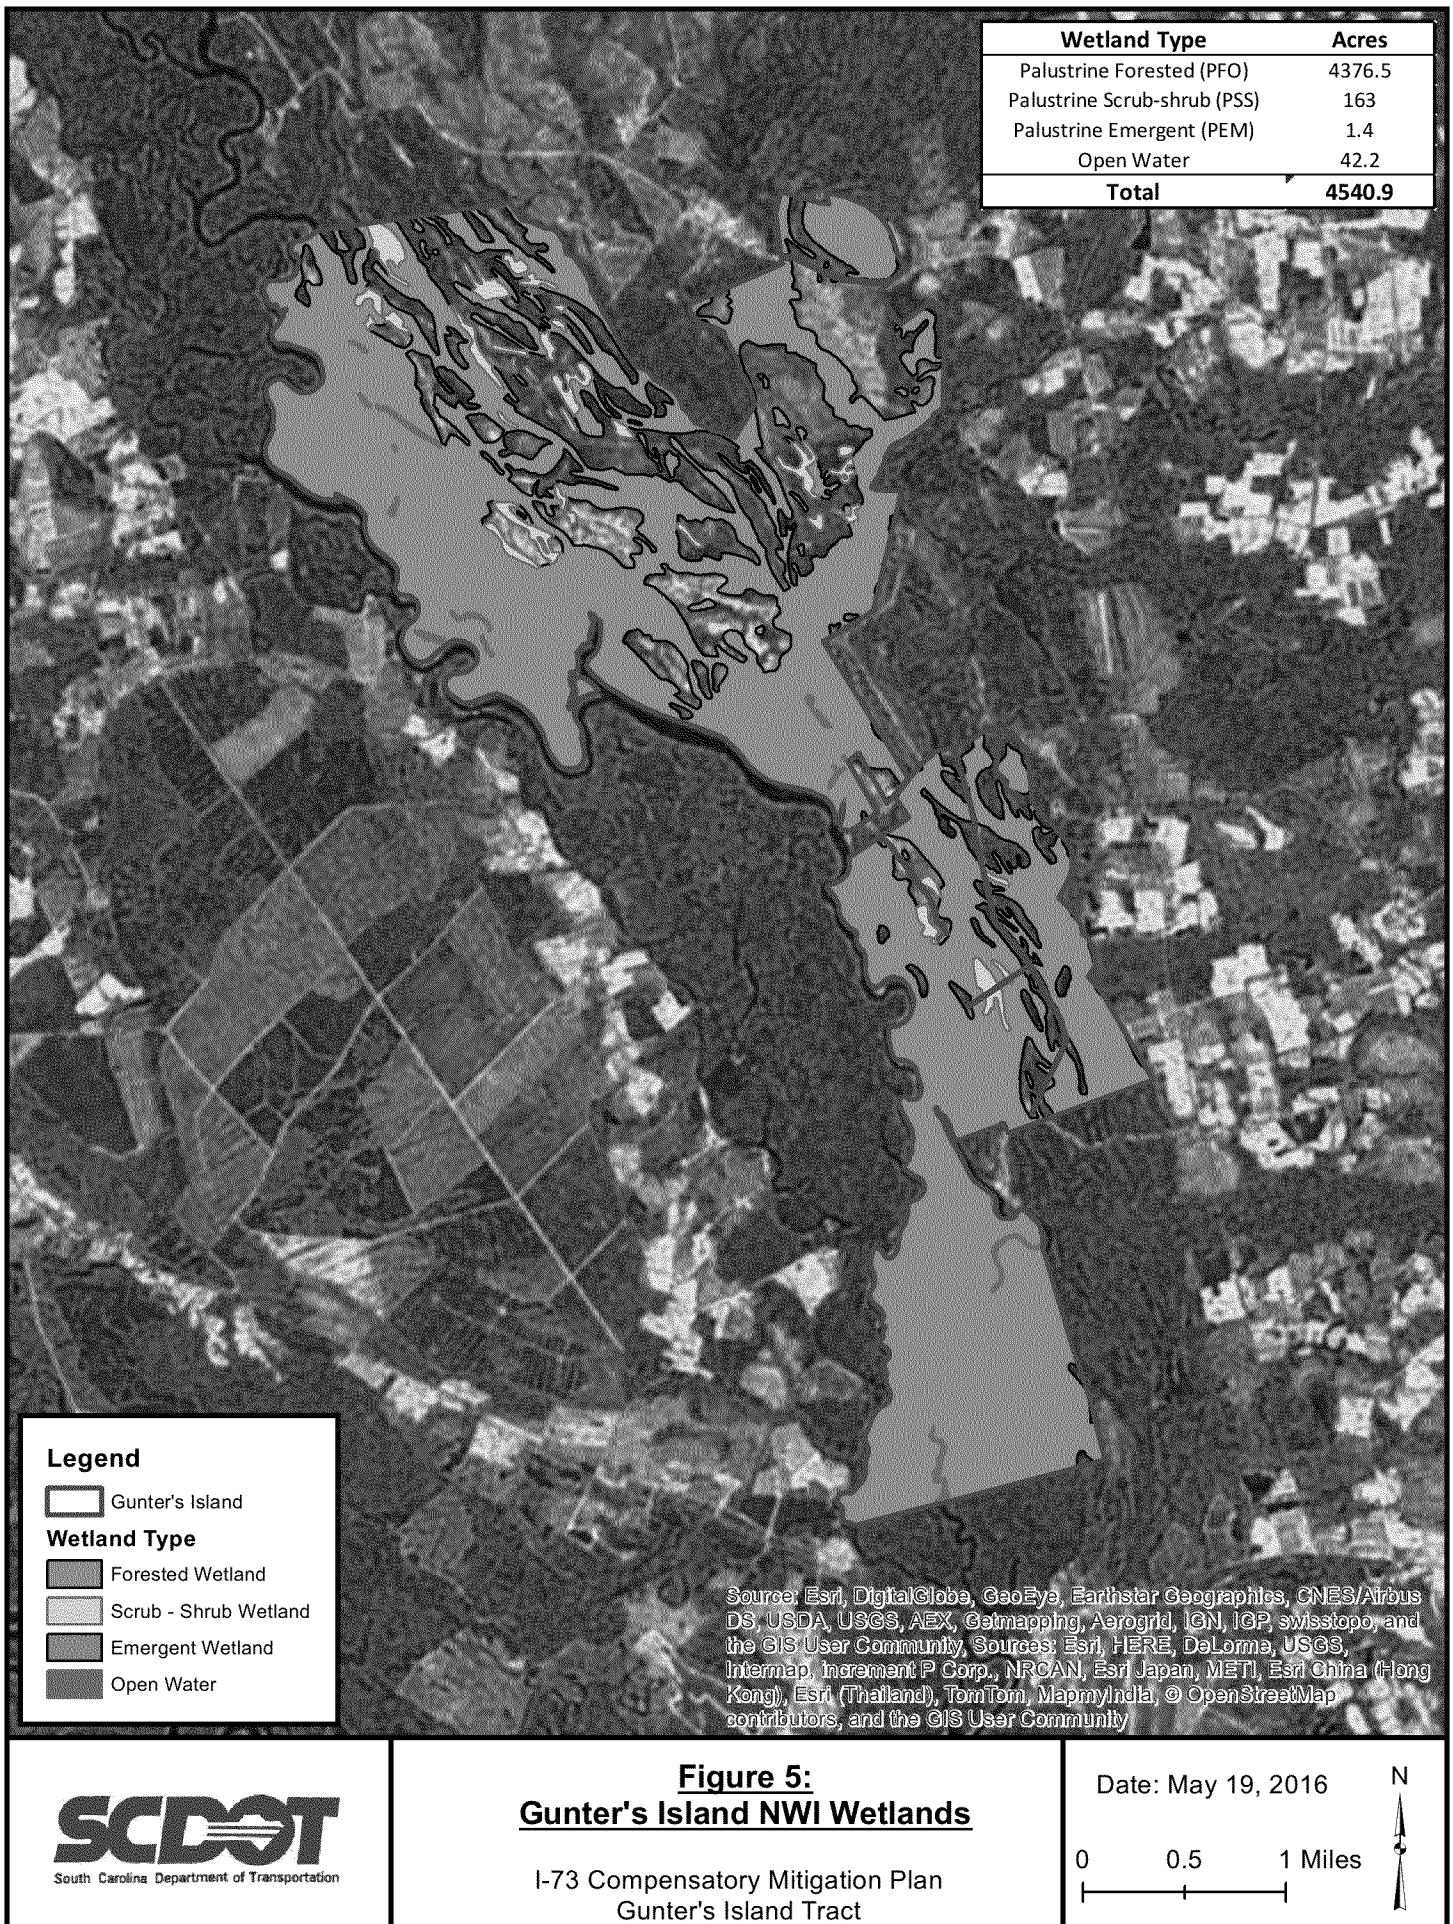 Wetland Type Acres
Palustrine Forested (PFO) 4376.5
Palustrine Scrub-shrub (PSS) 163
Palustrine Emergent (PEM) 1.4
Open Water 42.2
Total 4540.9
Legend
Gunter's Island
Wetland Type
Forested Wetland
Scrub - Shrub Wetland
Emergent Wetland
Open Water
Source: Esri, DigitalGlobe, GeoEye, Earthstar Geographics, CNES/Airbus
DS, USDA, USGS, AEX, Getmapping, Aerogrid, IGN, IGP, swisstopo, and
the GIS User Community, Sources: Esri, HERE, DeLorme, USGS,
Intermap, increment P Corp., NRCAN, Esri Japan, METI, Esri China (Hong
Kong), Esri (Thailand), TomTom, MapmyIndia, © OpenStreetMap
contributors, and the GIS User Community
SCDOT
South Carolina Department of Transportation
Figure 5:
Gunter's Island NWI Wetlands
I-73 Compensatory Mitigation Plan
Gunter's Island Tract
Date: May 19, 2016
N
0 0.5 1 Miles